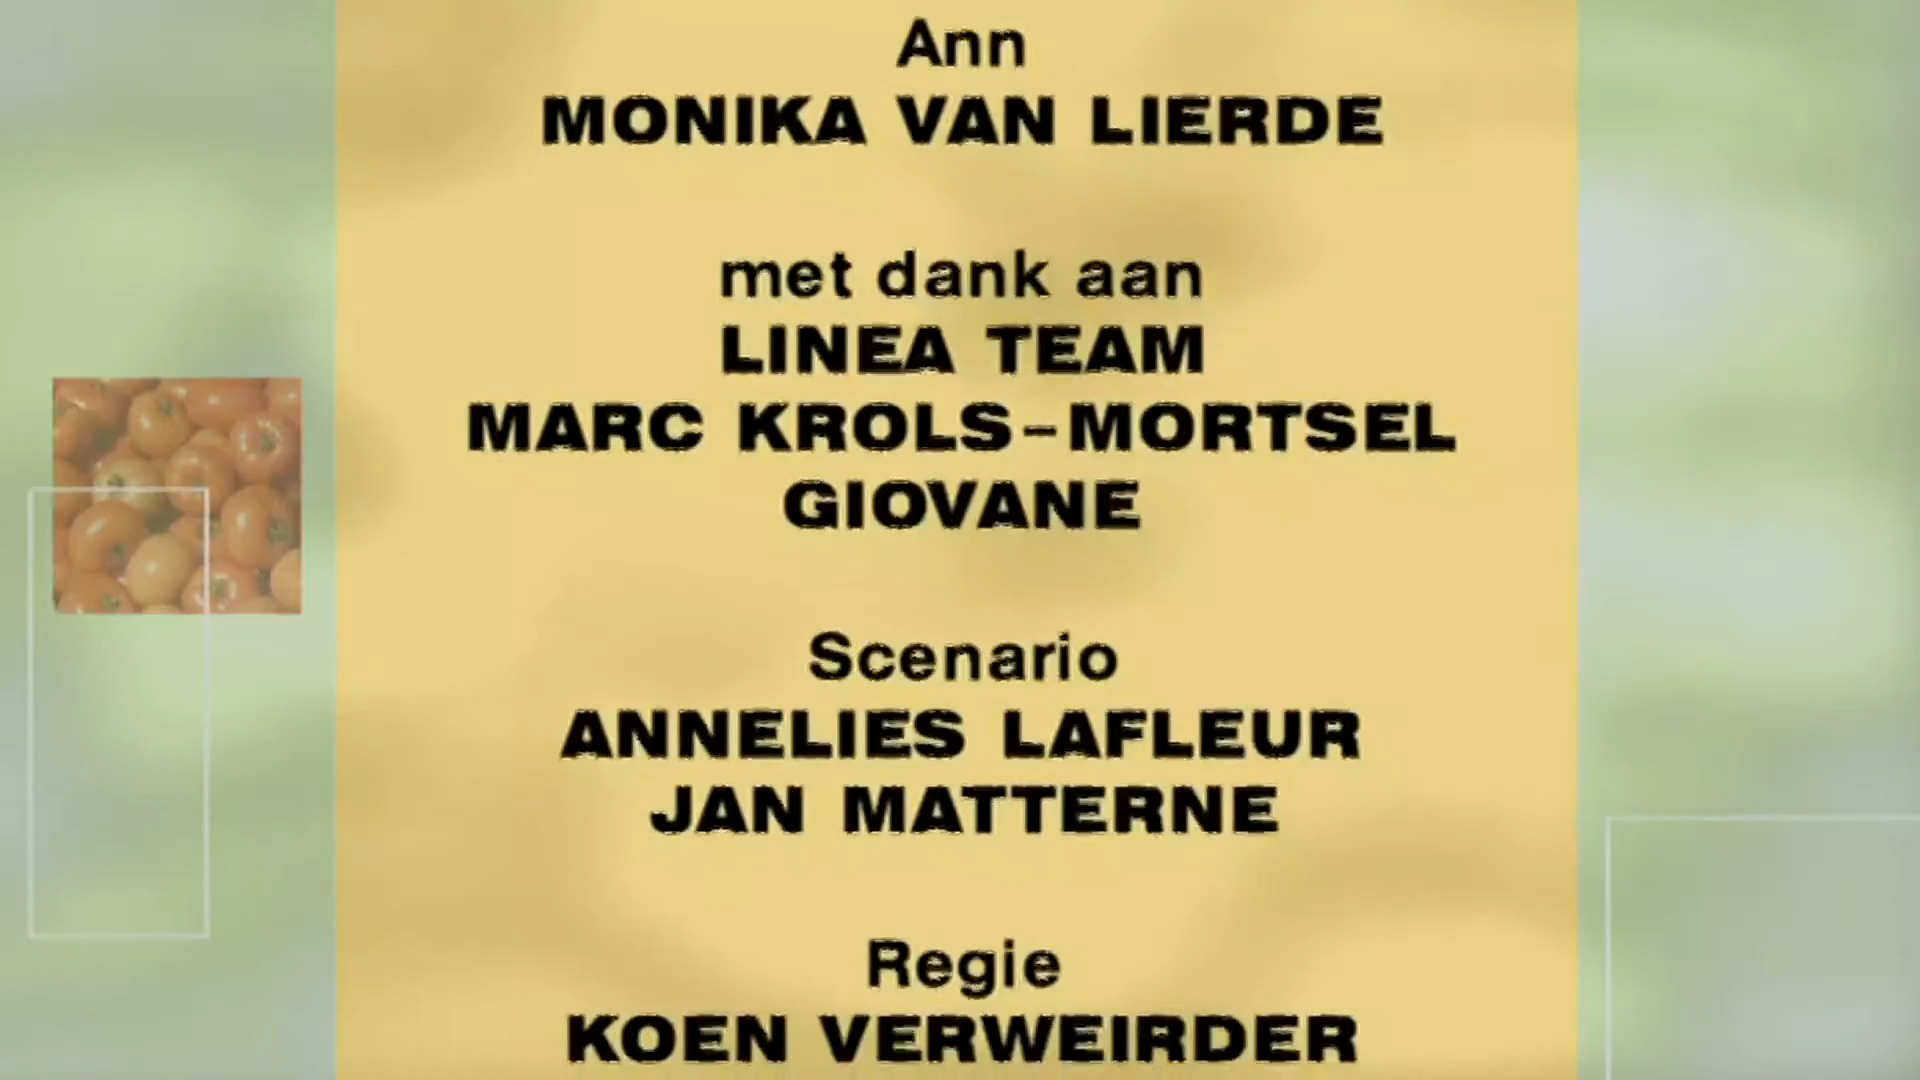 Ann
MONIKA VAN LIERDE
met dank aan
LINEA TEAM
MARC KROLS-MORTSEL
GIOVANE
Scenario
ANNELIES LAFLEUR
JAN MATTERNE
Regie
KOEN VERWEIRDER